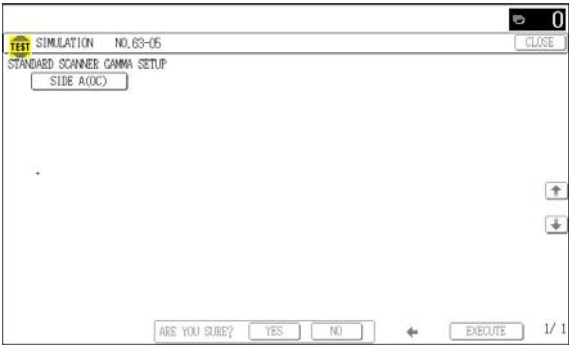 0
TEST SIMULATION NO.63-05 CLOSE
STANDARD SCANNER GAMMA SETUP
SIDE A(OC)
ARE YOU SURE? YES NO EXECUTE 1/ 1